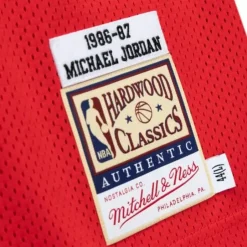 1986-87
MICHAEL JORDAN
HARDWOOD
NBA
CLASSICS
AUTHENTIC
NOSTALGIA CO.
Mitchell & Ness
PHILADELPHIA, PA.
44(L)